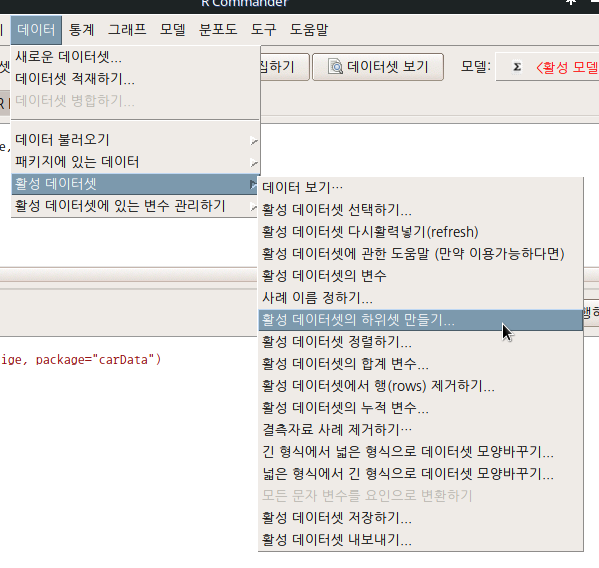 R Commander
데이터 통계 그래프 모델 분포도 도구 도움말
새로운 데이터셋...
데이터셋 적재하기...
데이터셋 병합하기...
데이터 불러오기
패키지에 있는 데이터
활성 데이터셋
활성 데이터셋에 있는 변수 관리하기
집하기 데이터셋 보기 모델: Σ <활성 모델
데이터 보기…
활성 데이터셋 선택하기...
활성 데이터셋 다시활력넣기(refresh)
활성 데이터셋에 관한 도움말 (만약 이용가능하다면)
활성 데이터셋의 변수
사례 이름 정하기...
활성 데이터셋의 하위셋 만들기...
활성 데이터셋 정렬하기...
활성 데이터셋의 합계 변수...
활성 데이터셋에서 행(rows) 제거하기...
활성 데이터셋의 누적 변수...
결측자료 사례 제거하기…
긴 형식에서 넓은 형식으로 데이터셋 모양바꾸기...
넓은 형식에서 긴 형식으로 데이터셋 모양바꾸기...
모든 문자 변수를 요인으로 변환하기
활성 데이터셋 저장하기...
활성 데이터셋 내보내기...
ige, package="carData")